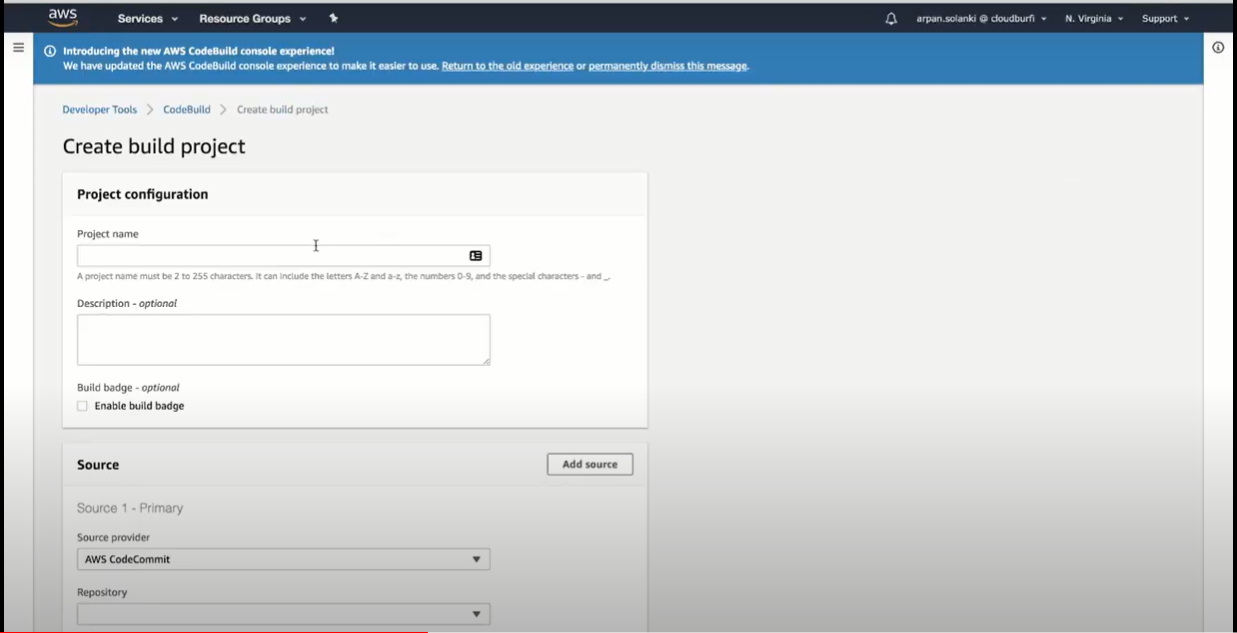 aws Services Resource Groups arpan.solanki @ cloudburfi N. Virginia Support
Introducing the new AWS CodeBuild console experience!
We have updated the AWS CodeBuild console experience to make it easier to use. Return to the old experience or permanently dismiss this message.
Developer Tools > CodeBuild > Create build project
Create build project
Project configuration
Project name
A project name must be 2 to 255 characters. It can include the letters A-Z and a-z, the numbers 0-9, and the special characters - and _.
Description - optional
Build badge - optional
Enable build badge
Source Add source
Source 1 - Primary
Source provider
AWS CodeCommit
Repository